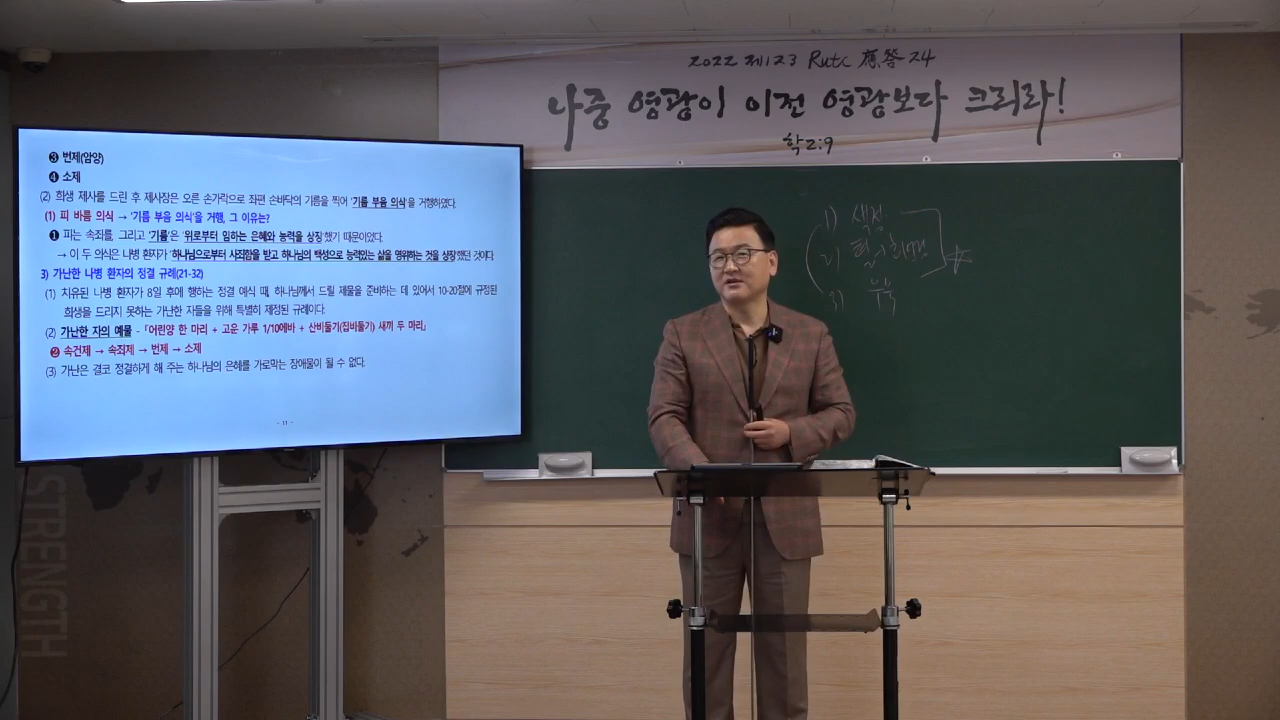 2022 제123 Rutc 應答 24
나중 영광이 이전 영광보다 크리라!
학2:9
❸ 번제(암양)
❹ 소제
(2) 희생 제사를 드린 후 제사장은 오른 손가락으로 좌편 손바닥의 기름을 찍어 '기름 부음 의식'을 거행하였다.
(1) 피 바름 의식 → '기름 부음 의식'을 거행, 그 이유는?
❶ 피는 속죄를, 그리고 '기름'은 '위로부터 임하는 은혜와 능력을 상징'했기 때문이었다.
→ 이 두 의식은 나병 환자가 '하나님으로부터 사죄함을 받고 하나님의 백성으로 능력있는 삶을 영위하는 것을 상징'했던 것이다
3) 가난한 나병 환자의 정결 규례(21-32)
(1) 치유된 나병 환자가 8일 후에 행하는 정결 예식 때, 하나님께서 드릴 제물을 준비하는 데 있어서 10-20절에 규정된
희생을 드리지 못하는 가난한 자들을 위해 특별히 제정된 규례이다.
(2) 가난한 자의 예물 - 「어린양 한 마리 + 고운 가루 1/10에바 + 산비둘기(집비둘기) 새끼 두 마리」
❷ 속건제 → 속죄제 → 번제 → 소제
(3) 가난은 결코 정결하게 해 주는 하나님의 은혜를 가로막는 장애물이 될 수 없다.
- 11 -
1) 색점
2) 털
3)
STRENGTH